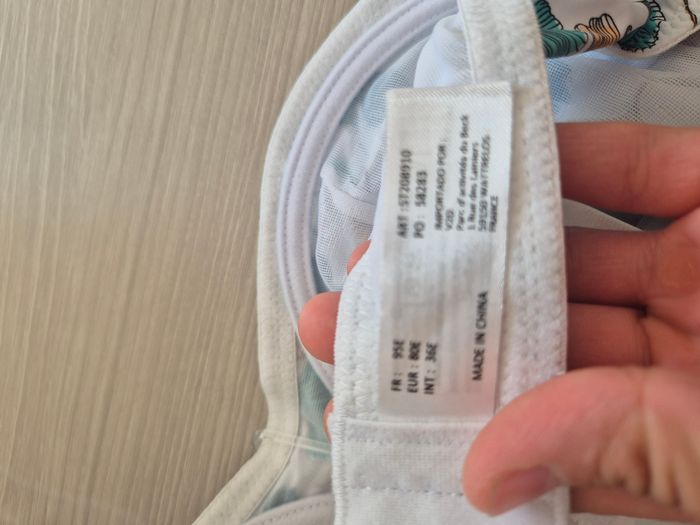 ART : ST208910
PO : 58283
IMPORTADO POR :
Parc d'activités du Beck
1 Rue des Lamiers
59150 WATTRELOS
FRANCE
FR : 95E
EUR : 80E
INT : 36E
MADE IN CHINA